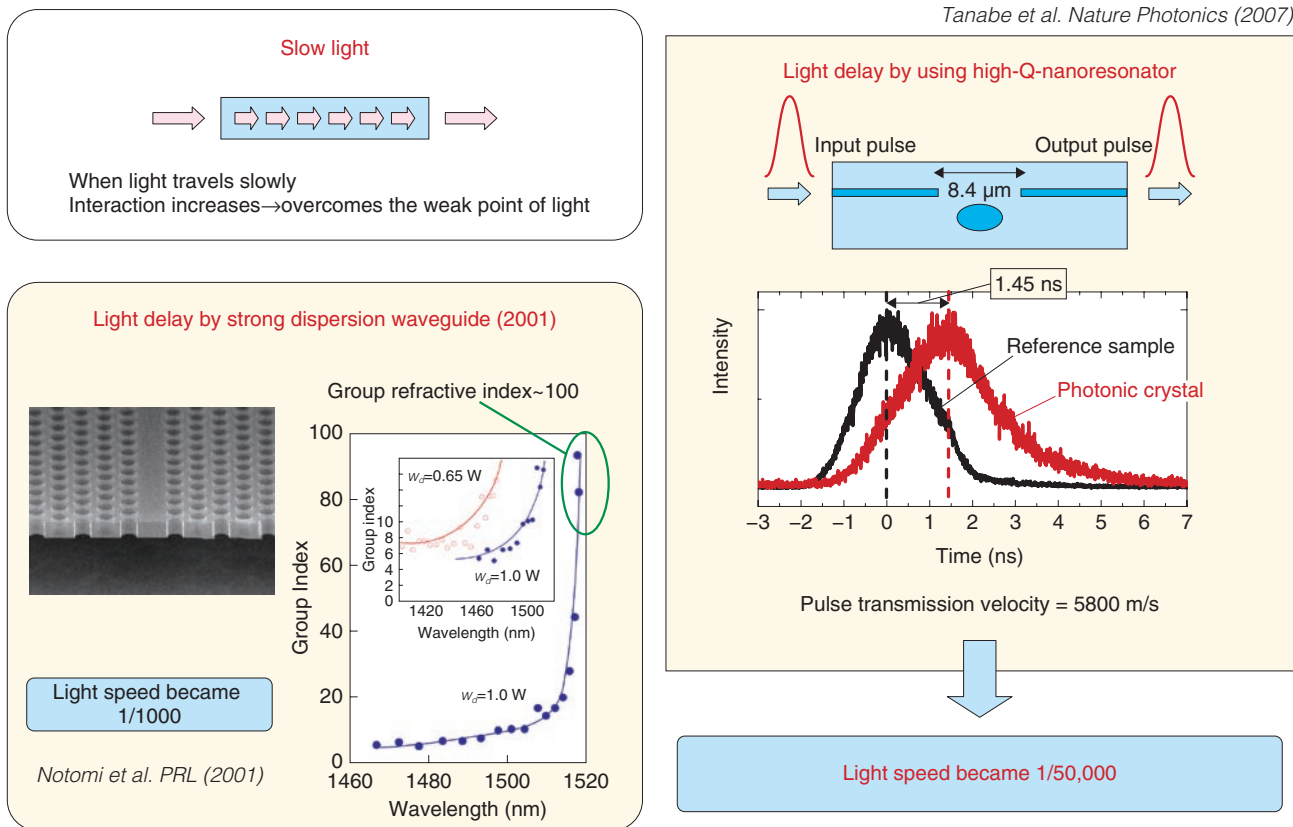 Slow light
When light travels slowly
Interaction increases→overcomes the weak point of light
Light delay by strong dispersion waveguide (2001)
Group refractive index~100
100
80
60
40
20
0
Group Index
1460
1480
1500
1520
Wavelength (nm)
W_d=0.65 W
10
8
6
4
2
0
Group index
W_d=1.0 W
1420
1460
1500
Wavelength (nm)
W_d=1.0 W
Light speed became
1/1000
Notomi et al. PRL (2001)
Tanabe et al. Nature Photonics (2007)
Light delay by using high-Q-nanoresonator
Input pulse
Output pulse
8.4 µm
1.45 ns
Intensity
Reference sample
Photonic crystal
−3 −2 −1 0 1 2 3 4 5 6 7
Time (ns)
Pulse transmission velocity = 5800 m/s
Light speed became 1/50,000